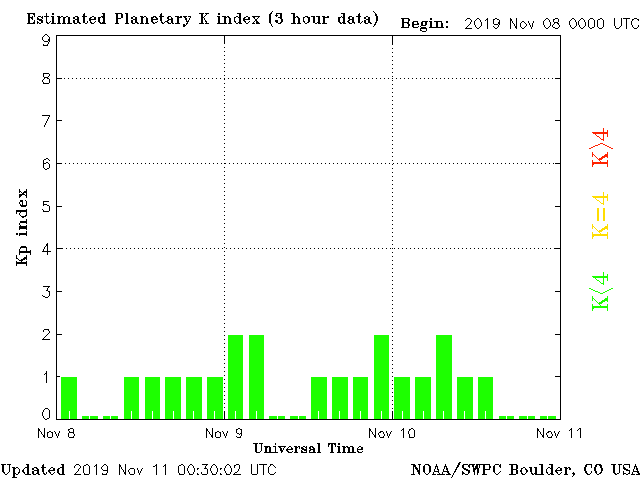 Estimated Planetary K index (3 hour data) Begin: 2019 Nov 08 0000 UTC
9
8
7
6
5
4
3
2
1
0
Kp index
K>4
K=4
K<4
Nov 8 Nov 9 Nov 10 Nov 11
Universal Time
Updated 2019 Nov 11 00:30:02 UTC NOAA/SWPC Boulder, CO USA